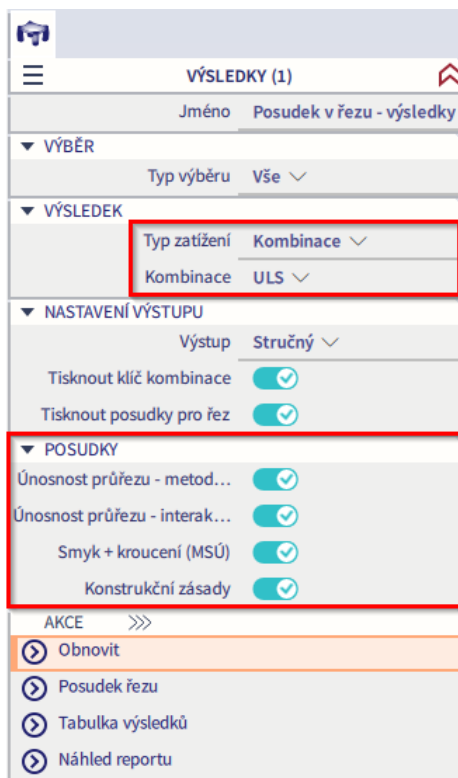 VÝSLEDKY (1)
Jméno Posudek v řezu - výsledky
VÝBĚR
Typ výběru Vše
VÝSLEDEK
Typ zatížení Kombinace
Kombinace ULS
NASTAVENÍ VÝSTUPU
Výstup Stručný
Tisknout klíč kombinace
Tisknout posudky pro řez
POSUDKY
Únosnost průřezu - metod...
Únosnost průřezu - interak...
Smyk + kroucení (MSÚ)
Konstrukční zásady
AKCE >>>
Obnovit
Posudek řezu
Tabulka výsledků
Náhled reportu